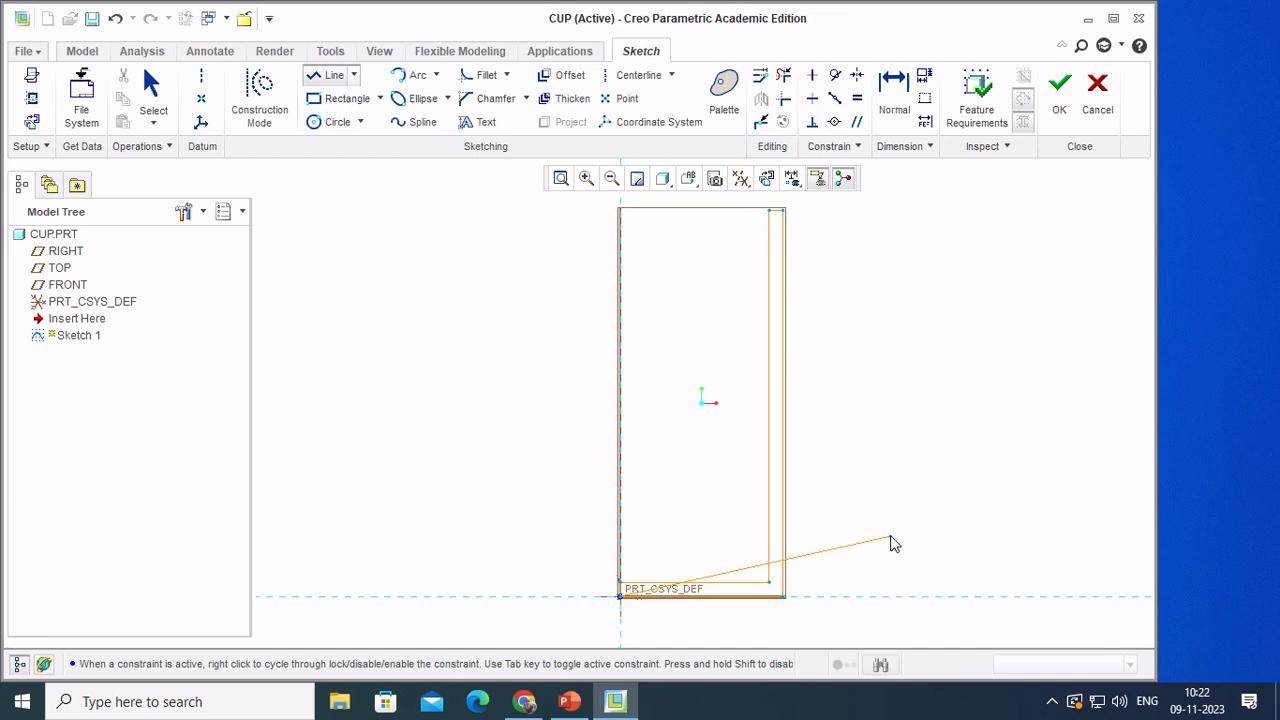 CUP (Active) - Creo Parametric Academic Edition
File Model Analysis Annotate Render Tools View Flexible Modeling Applications Sketch
Line Arc Fillet Offset Centerline
File System Select Construction Mode Rectangle Ellipse Chamfer Thicken Point Palette Normal Feature Requirements OK Cancel
Circle Spline Text Project Coordinate System
Setup Get Data Operations Datum Sketching Editing Constrain Dimension Inspect Close
Model Tree
CUP.PRT
RIGHT
TOP
FRONT
PRT_CSYS_DEF
Insert Here
Sketch 1
PRT_CSYS_DEF
When a constraint is active, right click to cycle through lock/disable/enable the constraint. Use Tab key to toggle active constraint. Press and hold Shift to disab
Type here to search
ENG
10:22
09-11-2023